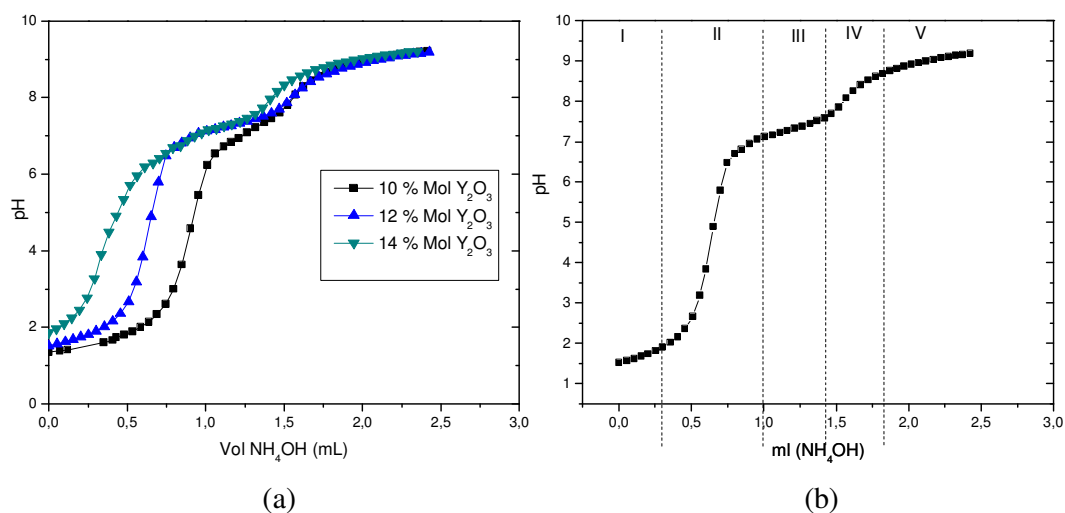 10
8
6
4
2
0
pH
0,0
0,5
1,0
1,5
2,0
2,5
3,0
Vol NH₄OH (mL)
10 % Mol Y₂O₃
12 % Mol Y₂O₃
14 % Mol Y₂O₃
(a)
I
II
III
IV
V
10
9
8
7
6
5
4
3
2
1
pH
0,0
0,5
1,0
1,5
2,0
2,5
3,0
ml (NH₄OH)
(b)